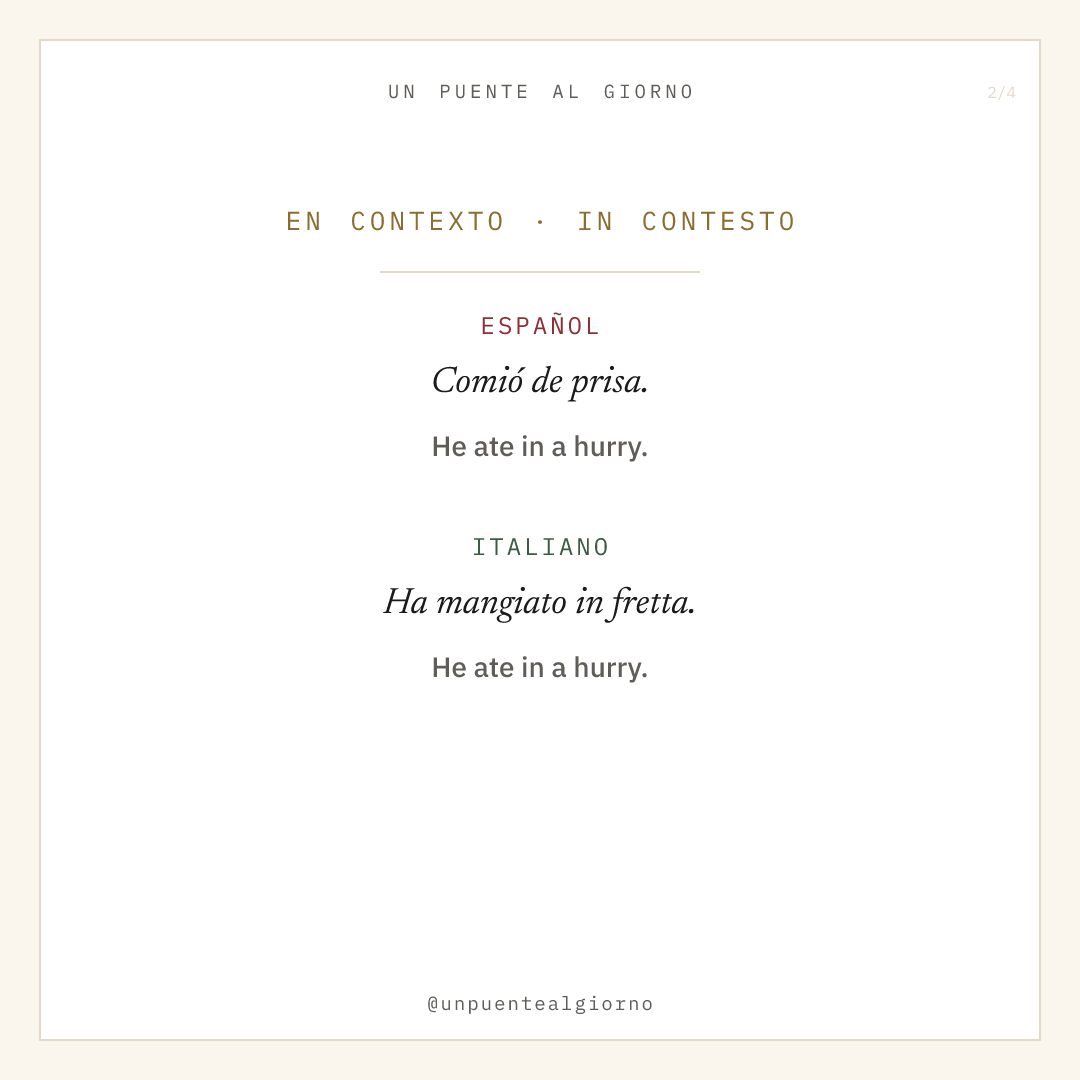 UN PUENTE AL GIORNO
2/4
EN CONTEXTO · IN CONTESTO
ESPAÑOL
Comió de prisa.
He ate in a hurry.
ITALIANO
Ha mangiato in fretta.
He ate in a hurry.
@unpuentealgiorno